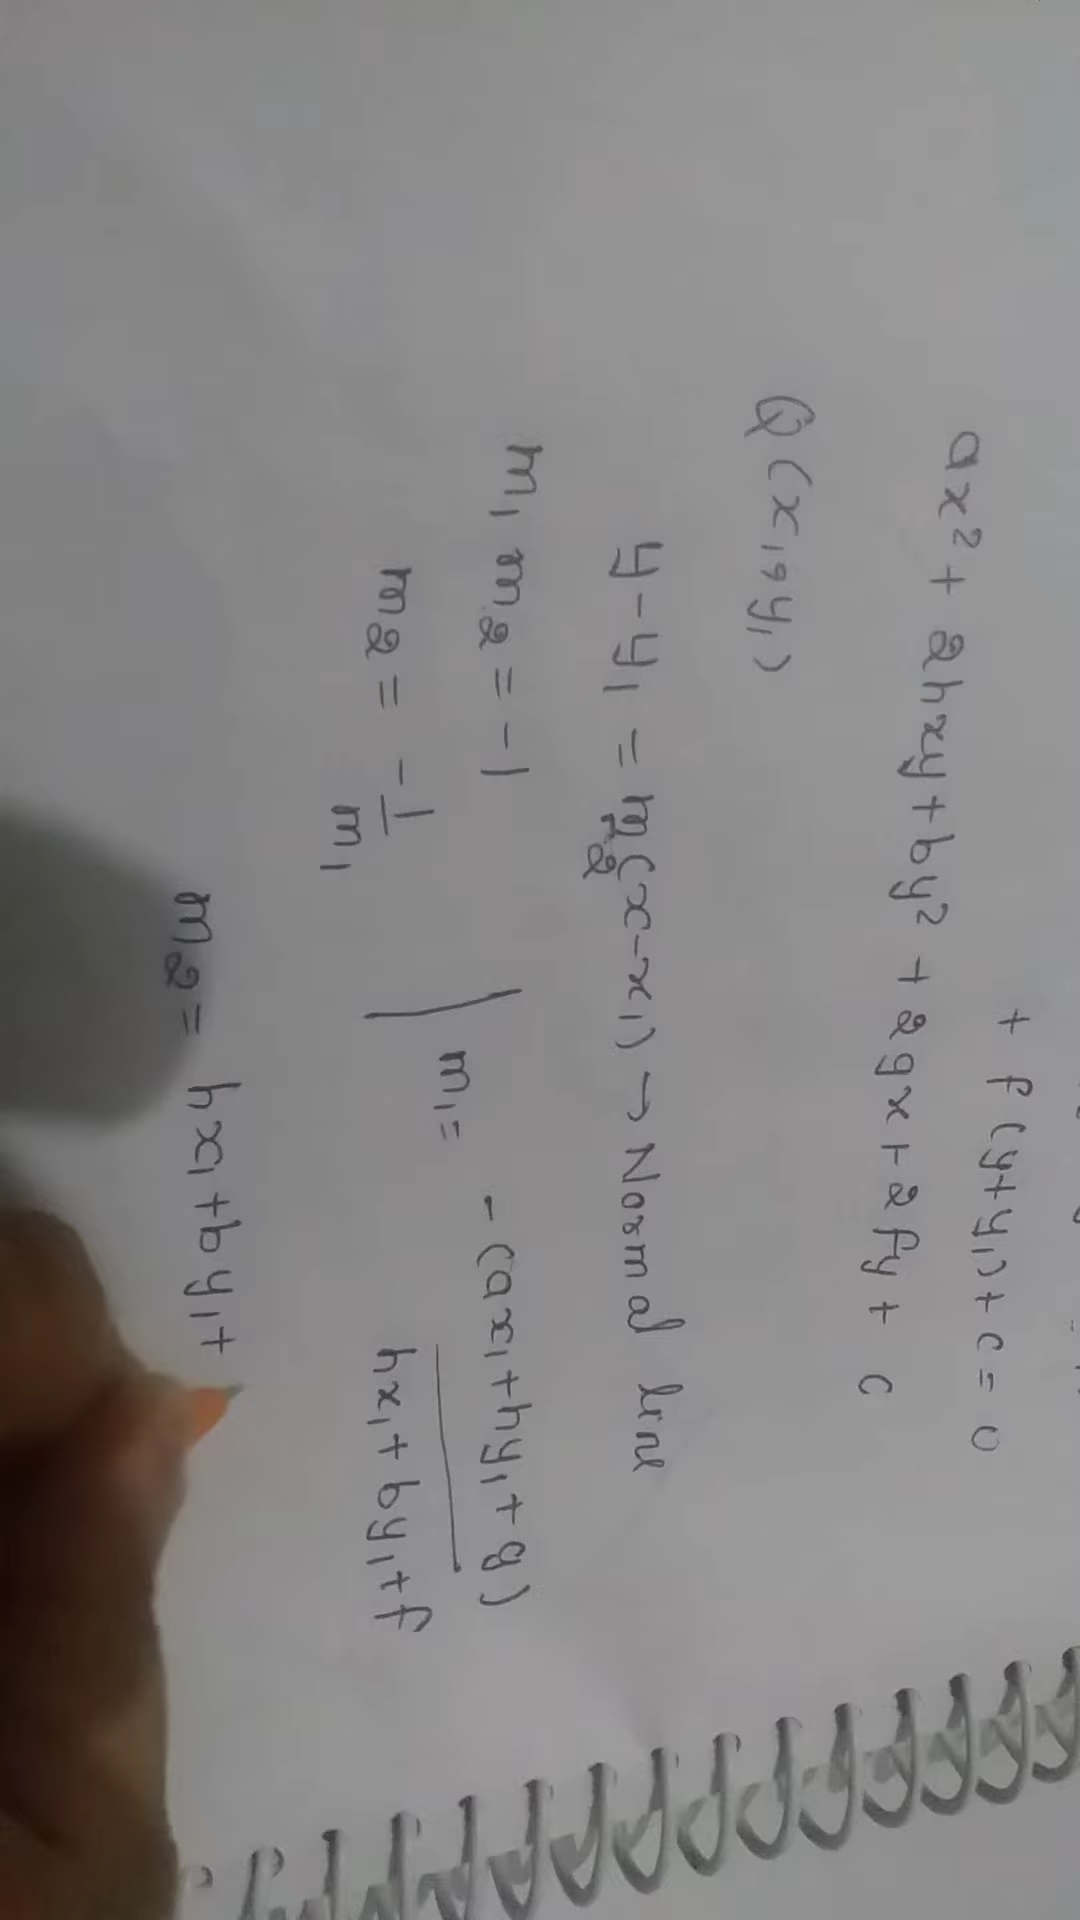 + f(y+y₁)+c=0
ax²+ 2hxy+by² +2gx+2fy+ c
Q(x₁,y₁)
y-y₁ = m₂(x-x₁) → Normal line
m₁ m₂ = -1
m₂ = - 1/m₁
m₁= -(ax₁+hy₁+g) / hx₁+by₁+f
m₂= hx₁+by₁+